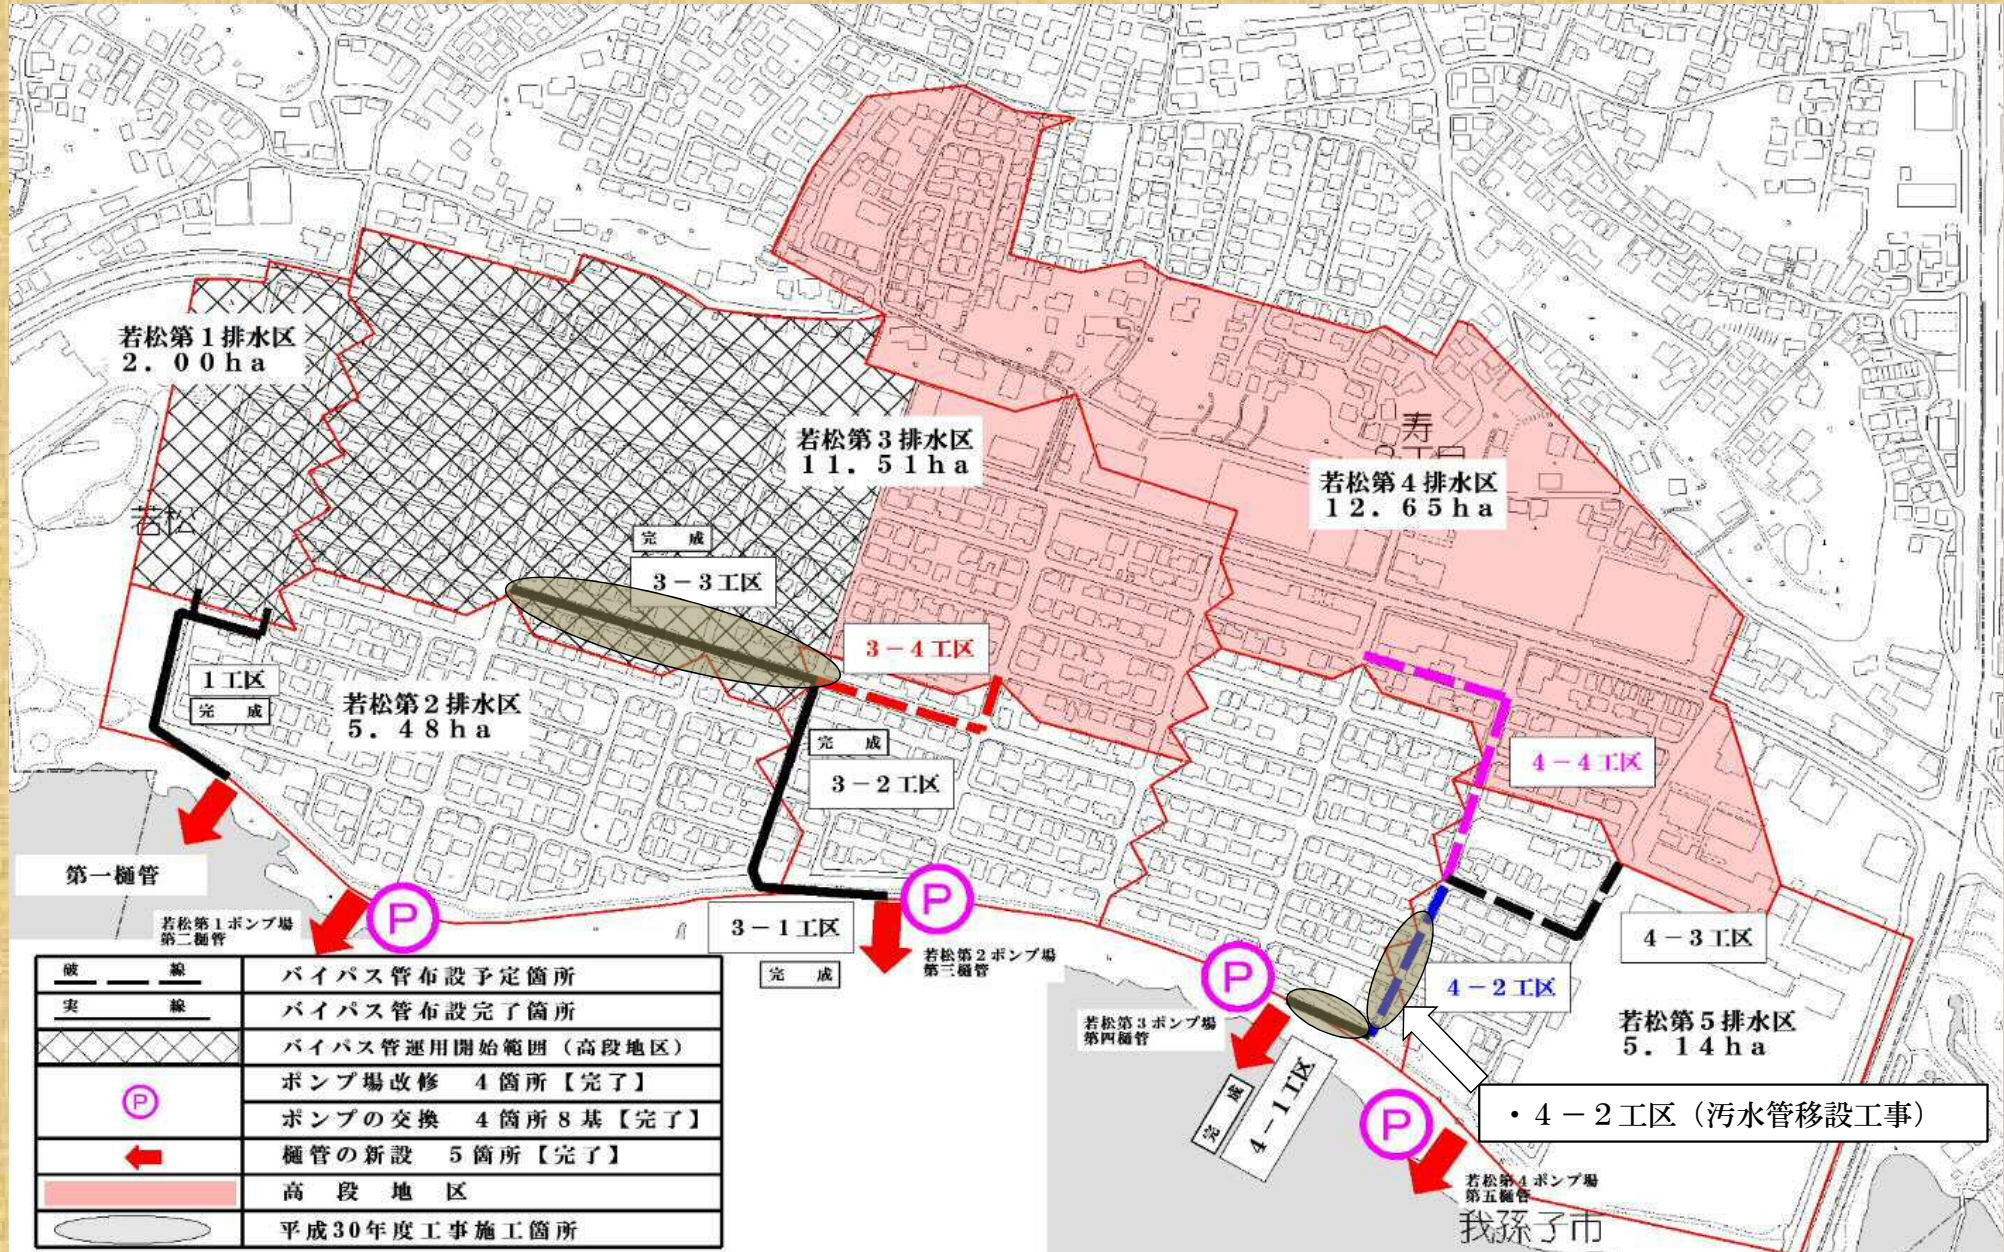 若松第1排水区
2.00ha
若松第3排水区
11.51ha
寿
若松第4排水区
12.65ha
若松
完 成
3-3工区
3-4工区
1工区
完 成
若松第2排水区
5.48ha
完 成
3-2工区
4-4工区
第一樋管
若松第1ポンプ場
第二樋管
3-1工区
完 成
若松第2ポンプ場
第三樋管
4-3工区
4-2工区
若松第3ポンプ場
第四樋管
若松第5排水区
5.14ha
完 成
4-1工区
・4-2工区(汚水管移設工事)
若松第4ポンプ場
第五樋管
我孫子市
P
P
P
P
破 線 バイパス管布設予定箇所
実 線 バイパス管布設完了箇所
バイパス管運用開始範囲(高段地区)
P ポンプ場改修 4箇所【完了】
ポンプの交換 4箇所8基【完了】
樋管の新設 5箇所【完了】
高段地区
平成30年度工事施工箇所